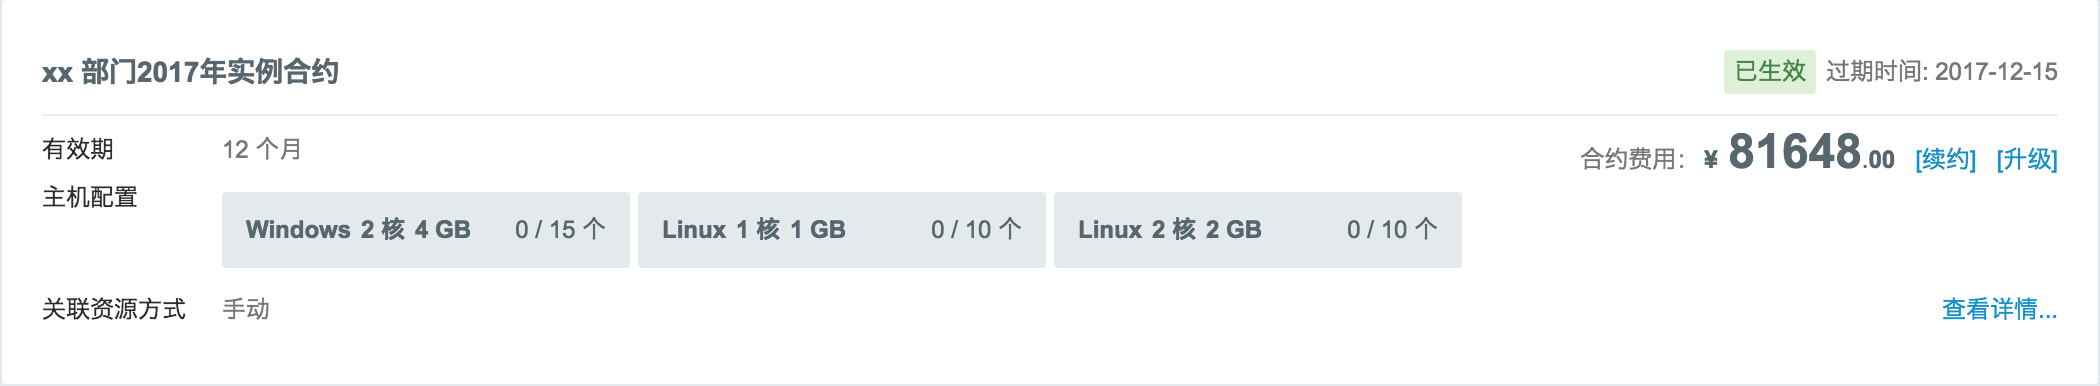 xx 部门2017年实例合约 已生效 过期时间: 2017-12-15
有效期 12 个月 合约费用: ¥ 81648.00 [续约] [升级]
主机配置
Windows 2 核 4 GB 0 / 15 个 Linux 1 核 1 GB 0 / 10 个 Linux 2 核 2 GB 0 / 10 个
关联资源方式 手动 查看详情...